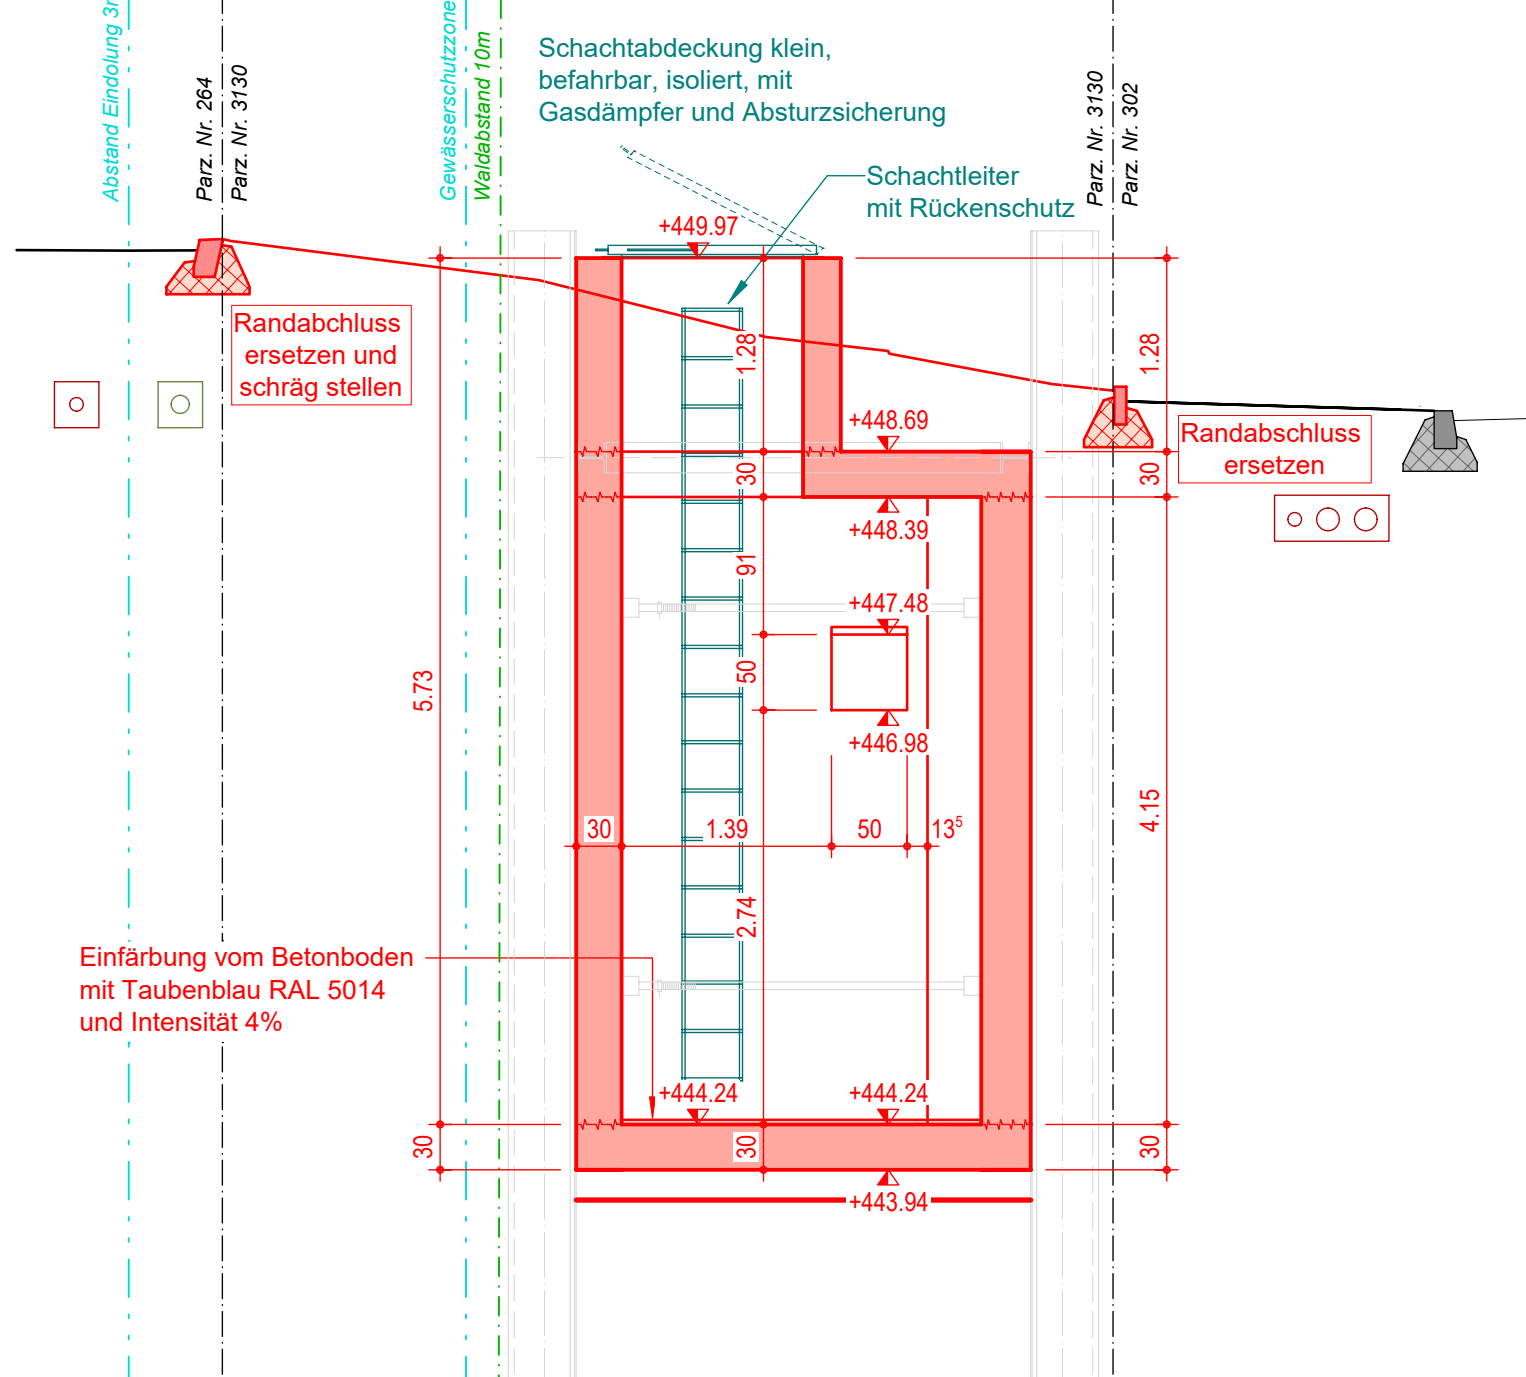 Abstand Eindolung 3m
Parz. Nr. 264
Parz. Nr. 3130
Gewässerschutzzone
Waldabstand 10m
Schachtabdeckung klein,
befahrbar, isoliert, mit
Gasdämpfer und Absturzsicherung
Schachtleiter
mit Rückenschutz
Parz. Nr. 3130
Parz. Nr. 302
+449.97
Randabchluss
ersetzen und
schräg stellen
1.28
1.28
+448.69
Randabschluss
ersetzen
30
30
+448.39
91
+447.48
50
5.73
+446.98
30
1.39
50
13⁵
4.15
2.74
Einfärbung vom Betonboden
mit Taubenblau RAL 5014
und Intensität 4%
+444.24
+444.24
30
30
30
+443.94